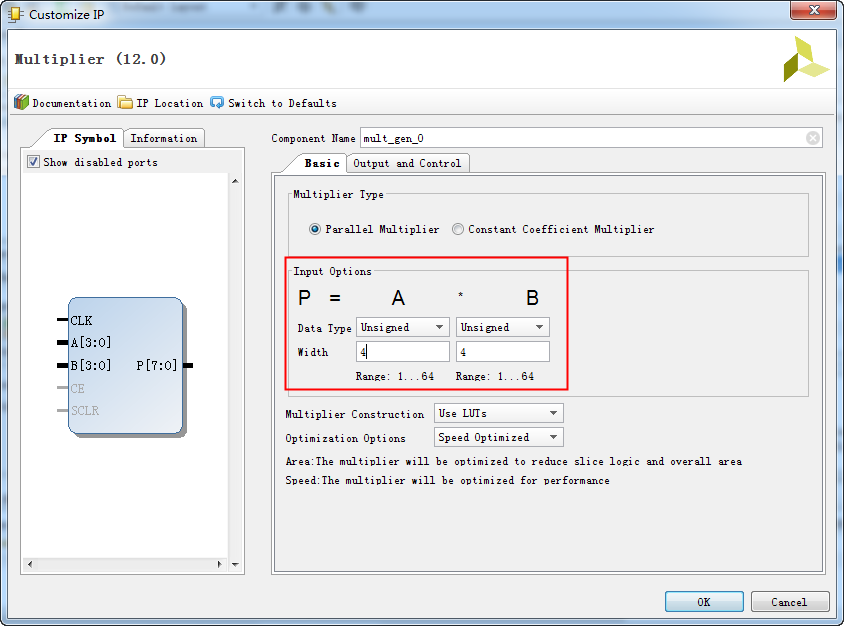 Customize IP
Multiplier (12.0)
Documentation IP Location Switch to Defaults
IP Symbol Information
Show disabled ports
CLK
A[3:0]
B[3:0] P[7:0]
CE
SCLR
Component Name mult_gen_0
Basic Output and Control
Multiplier Type
Parallel Multiplier Constant Coefficient Multiplier
Input Options
P = A * B
Data Type Unsigned Unsigned
Width 4 4
Range: 1...64 Range: 1...64
Multiplier Construction Use LUTs
Optimization Options Speed Optimized
Area:The multiplier will be optimized to reduce slice logic and overall area
Speed:The multiplier will be optimized for performance
OK Cancel